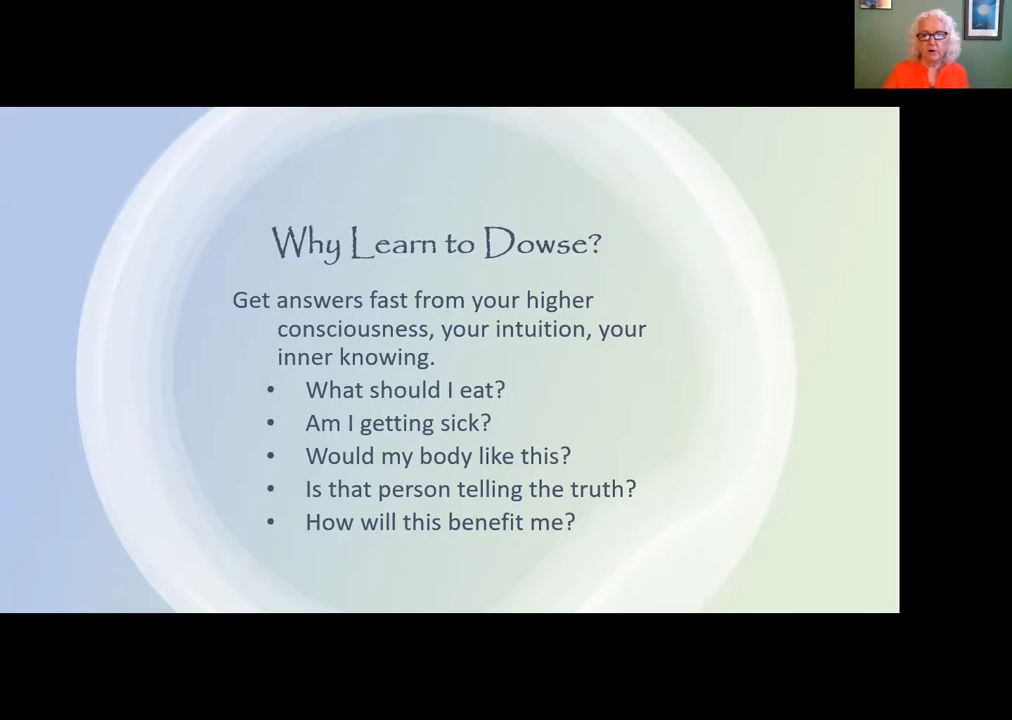 Why Learn to Dowse?
Get answers fast from your higher
consciousness, your intuition, your
inner knowing.
• What should I eat?
• Am I getting sick?
• Would my body like this?
• Is that person telling the truth?
• How will this benefit me?